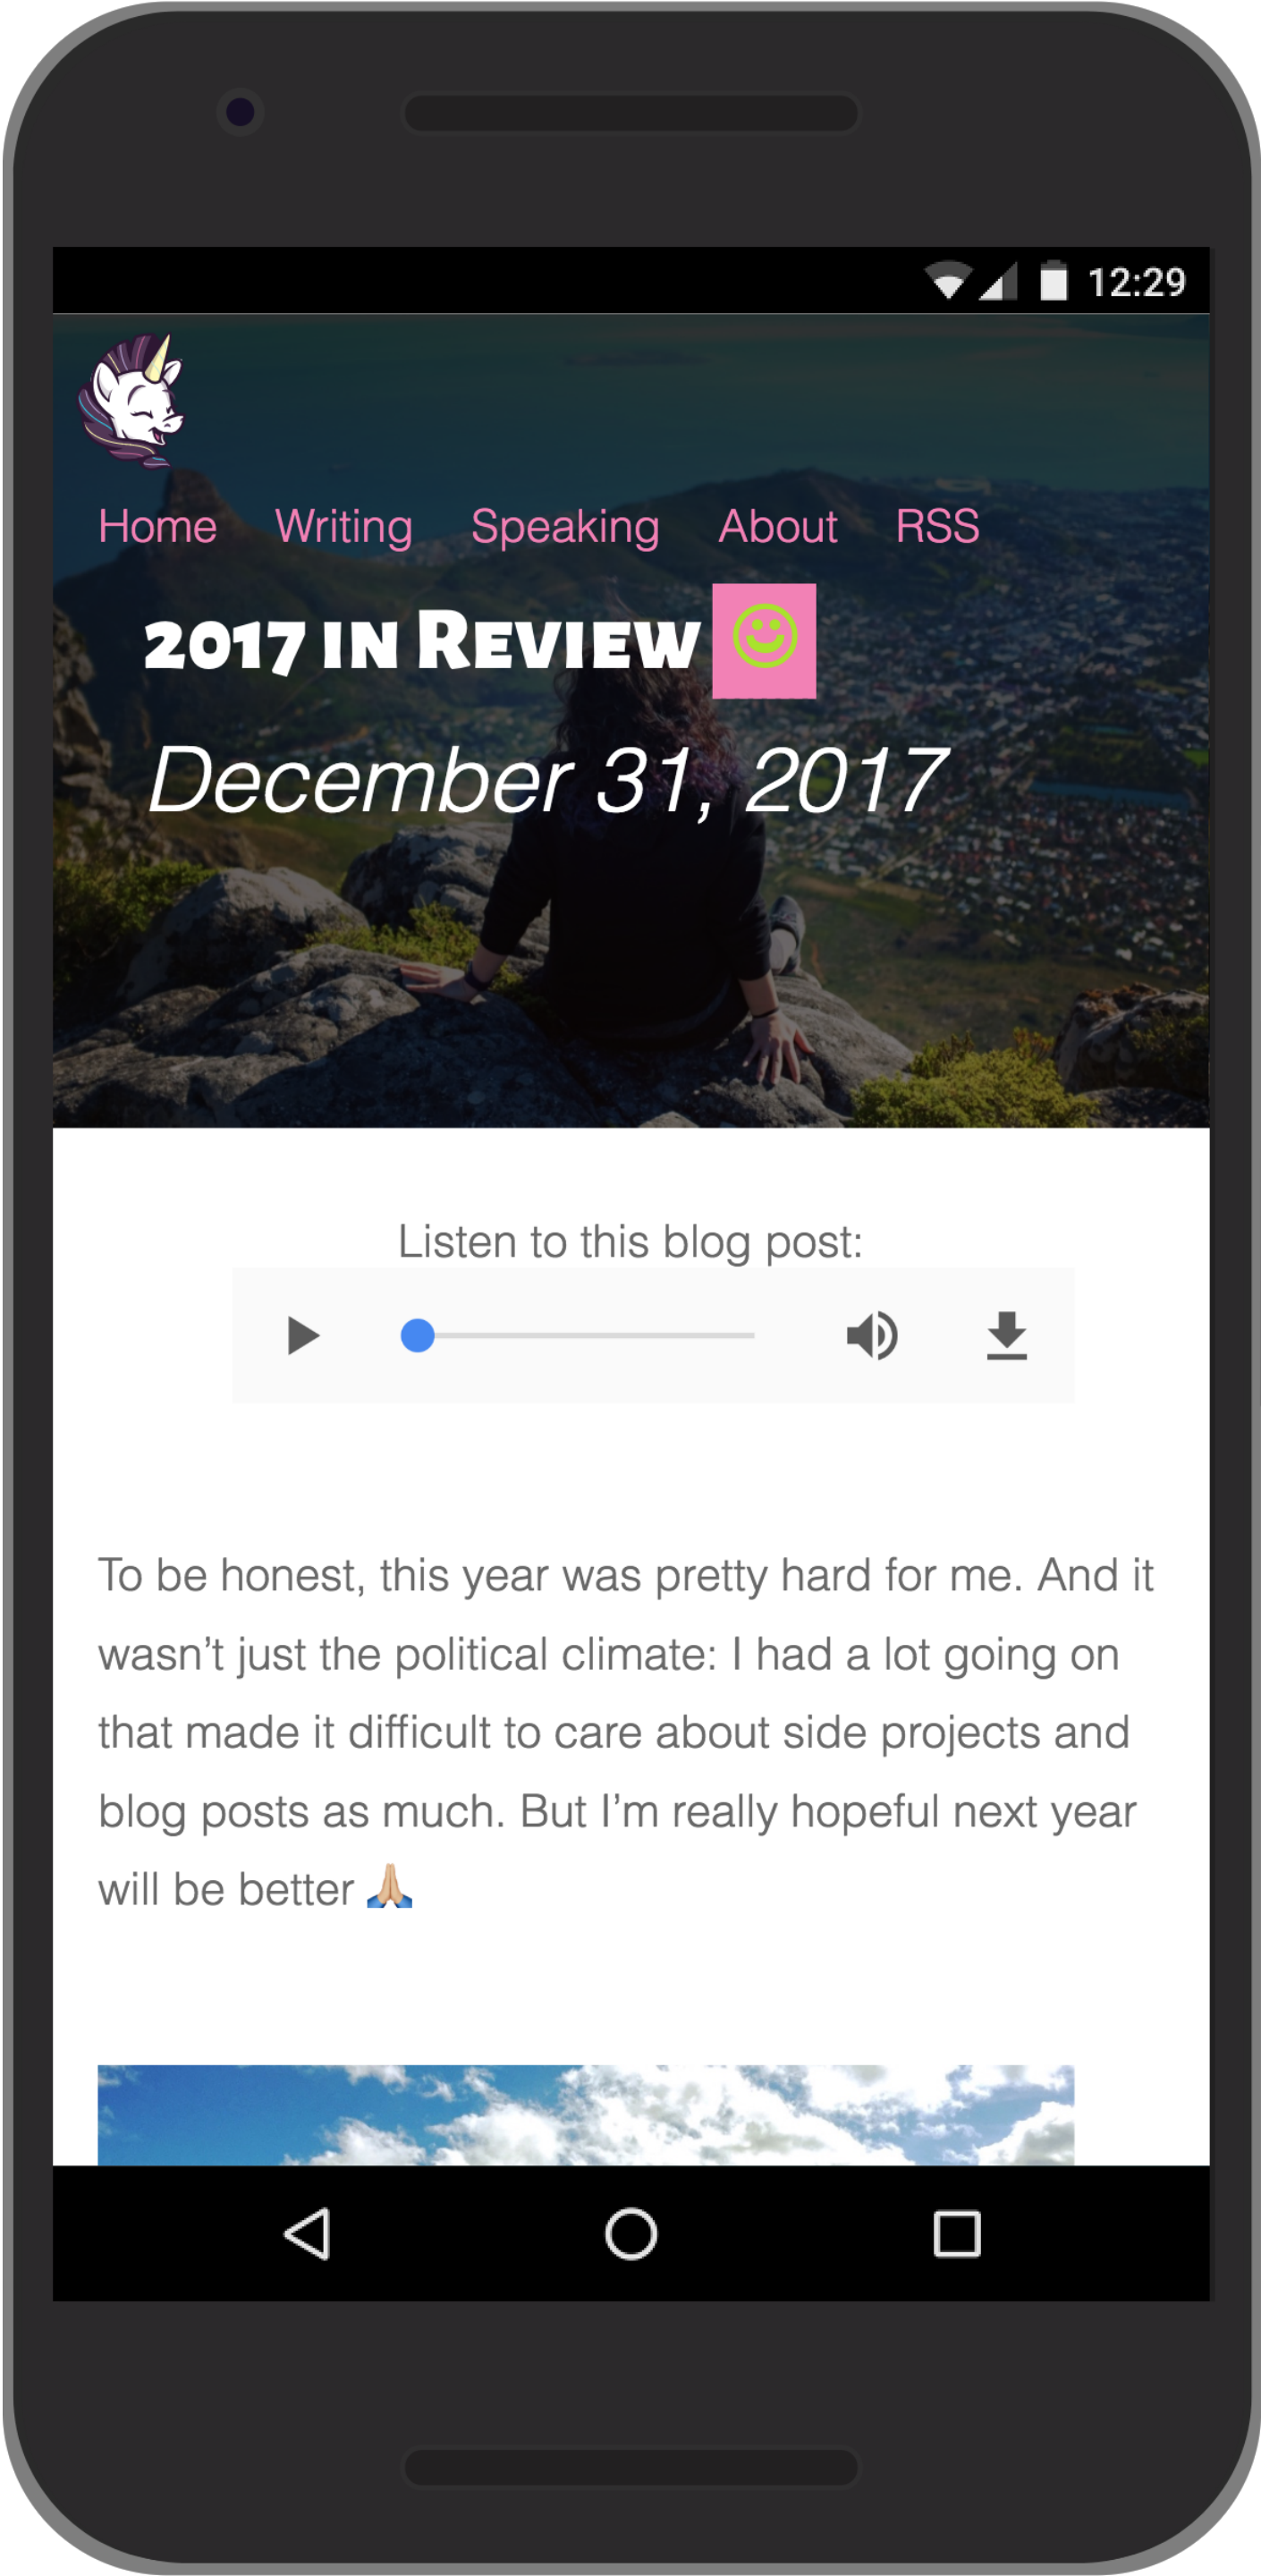 12:29
Home Writing Speaking About RSS
2017 in Review
December 31, 2017
Listen to this blog post:
To be honest, this year was pretty hard for me. And it
wasn’t just the political climate: I had a lot going on
that made it difficult to care about side projects and
blog posts as much. But I’m really hopeful next year
will be better 🙏🏼